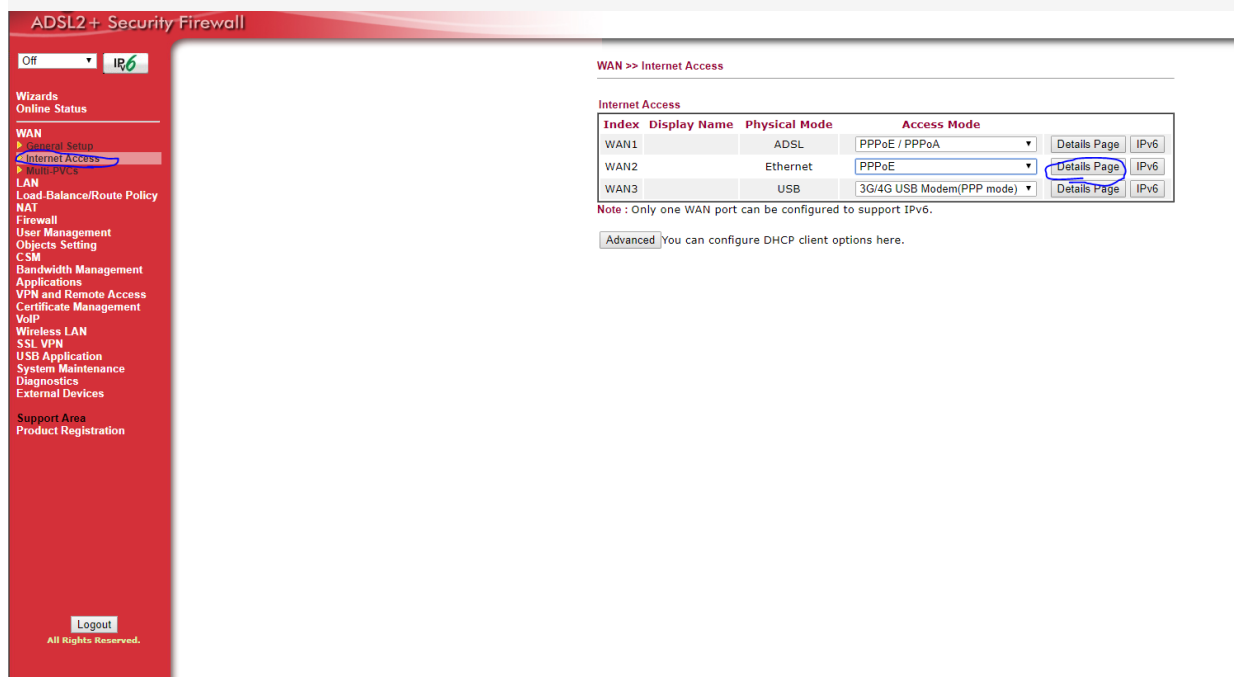 ADSL2+ Security Firewall
Off
IPv6
Wizards
Online Status
WAN
General Setup
Internet Access
Multi-PVCs
LAN
Load-Balance/Route Policy
NAT
Firewall
User Management
Objects Setting
CSM
Bandwidth Management
Applications
VPN and Remote Access
Certificate Management
VoIP
Wireless LAN
SSL VPN
USB Application
System Maintenance
Diagnostics
External Devices
Support Area
Product Registration
Logout
All Rights Reserved.
WAN >> Internet Access
Internet Access
Index Display Name Physical Mode Access Mode
WAN1 ADSL PPPoE / PPPoA Details Page IPv6
WAN2 Ethernet PPPoE Details Page IPv6
WAN3 USB 3G/4G USB Modem(PPP mode) Details Page IPv6
Note : Only one WAN port can be configured to support IPv6.
Advanced You can configure DHCP client options here.